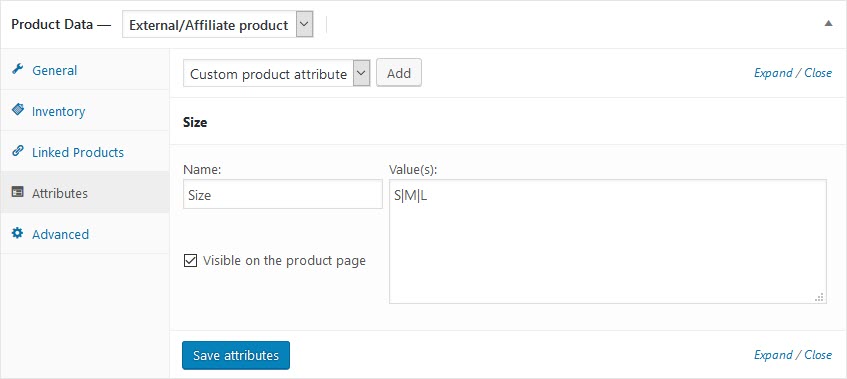 Product Data — External/Affiliate product
General
Inventory
Linked Products
Attributes
Advanced
Custom product attribute Add Expand / Close
Size
Name: Value(s):
Size S|M|L
Visible on the product page
Save attributes Expand / Close